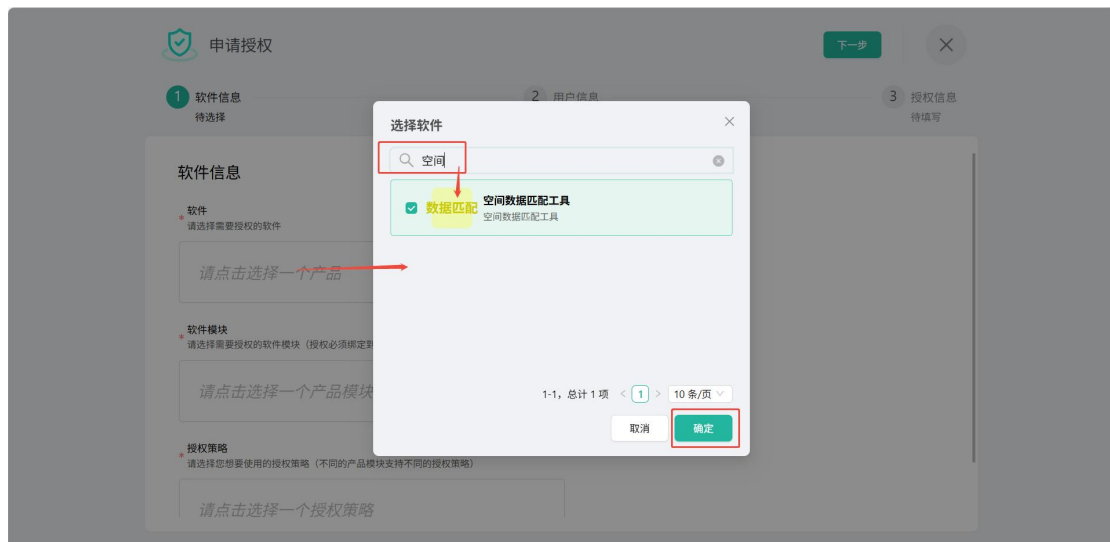 申请授权
下一步
1 软件信息
待选择
2 用户信息
3 授权信息
待填写
软件信息
* 软件
请选择需要授权的软件
请点击选择一个产品
* 软件模块
请选择需要授权的软件模块（授权必须绑定到
请点击选择一个产品模块
* 授权策略
请选择您想要使用的授权策略（不同的产品模块支持不同的授权策略）
请点击选择一个授权策略
选择软件
空间
数据匹配
空间数据匹配工具
空间数据匹配工具
1-1，总计 1 项 < 1 > 10 条/页
取消
确定